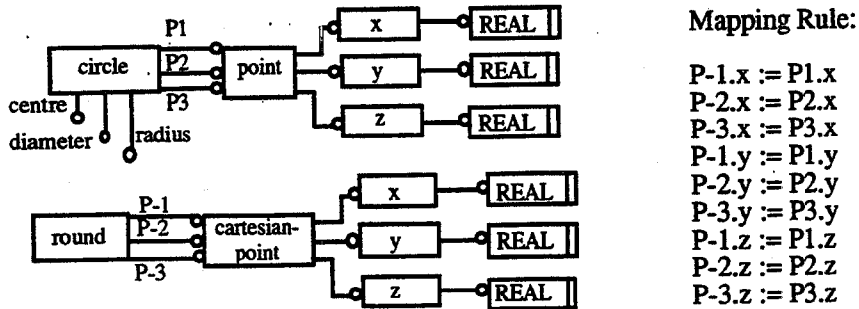 P1
x
REAL
circle
P2
point
y
REAL
P3
centre
z
REAL
diameter
radius
P-1
x
REAL
round
P-2
cartesian-
point
y
REAL
P-3
z
REAL
Mapping Rule:
P-1.x := P1.x
P-2.x := P2.x
P-3.x := P3.x
P-1.y := P1.y
P-2.y := P2.y
P-3.y := P3.y
P-1.z := P1.z
P-2.z := P2.z
P-3.z := P3.z